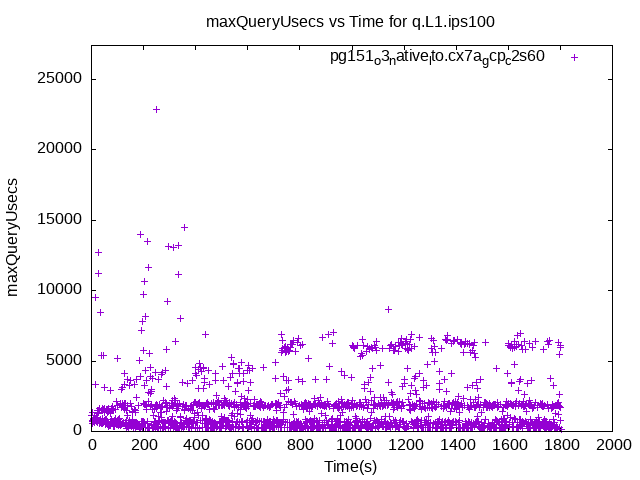 maxQueryUsecs vs Time for q.L1.ips100
pg151_o3_native_lto.cx7a_gcp_c2s60
25000
20000
15000
10000
5000
0
maxQueryUsecs
0 200 400 600 800 1000 1200 1400 1600 1800 2000
Time(s)